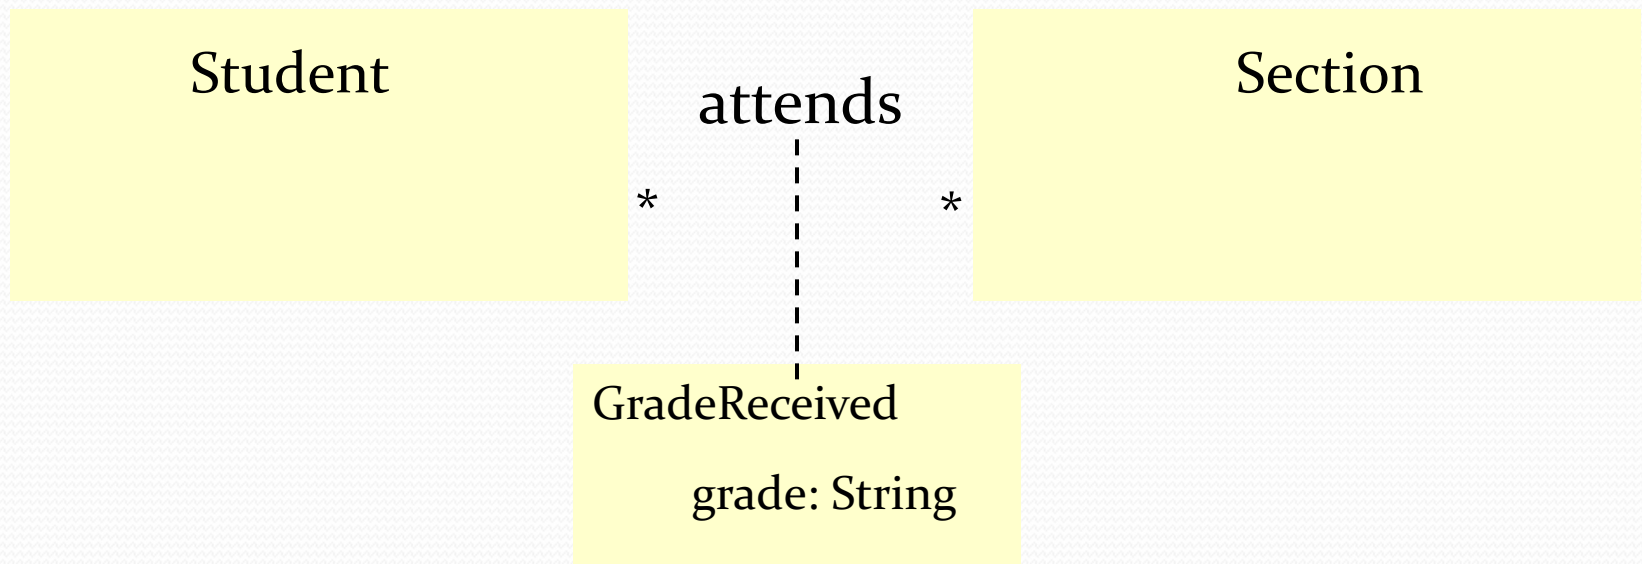 Student
attends
Section
*
*
GradeReceived
grade: String